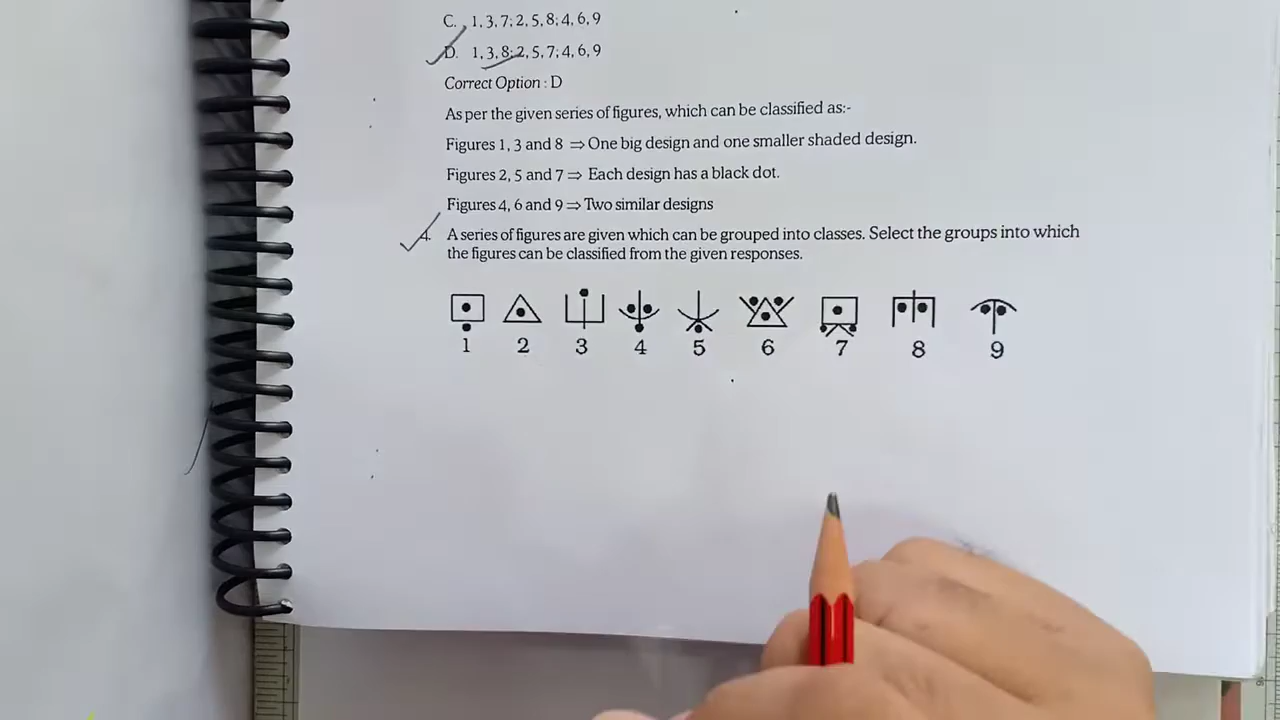 C. 1, 3, 7; 2, 5, 8; 4, 6, 9
D. 1, 3, 8; 2, 5, 7; 4, 6, 9
Correct Option : D
As per the given series of figures, which can be classified as:-
Figures 1, 3 and 8 ⇒ One big design and one smaller shaded design.
Figures 2, 5 and 7 ⇒ Each design has a black dot.
Figures 4, 6 and 9 ⇒ Two similar designs
4. A series of figures are given which can be grouped into classes. Select the groups into which
the figures can be classified from the given responses.
1 2 3 4 5 6 7 8 9